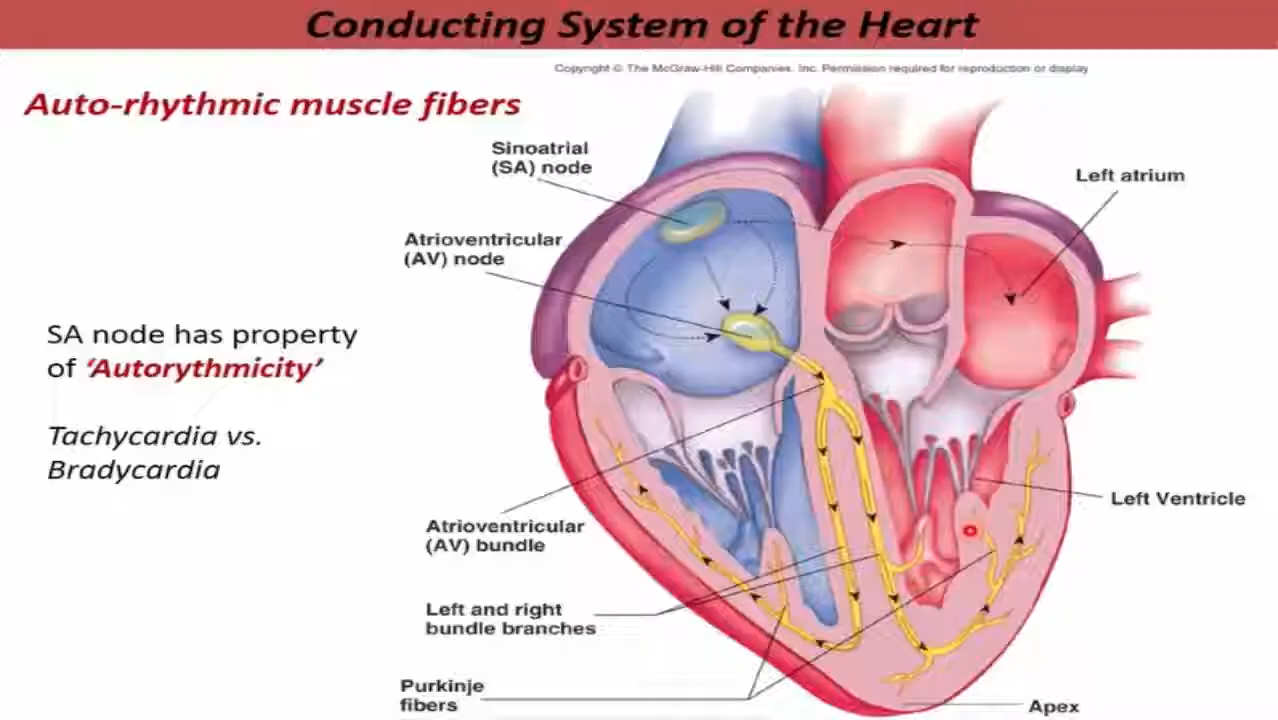 Conducting System of the Heart
Copyright © The McGraw-Hill Companies, Inc. Permission required for reproduction or display
Auto-rhythmic muscle fibers
Sinoatrial
(SA) node
Left atrium
Atrioventricular
(AV) node
SA node has property
of ‘Autorythmicity’
Tachycardia vs.
Bradycardia
Left Ventricle
Atrioventricular
(AV) bundle
Left and right
bundle branches
Purkinje
fibers
Apex